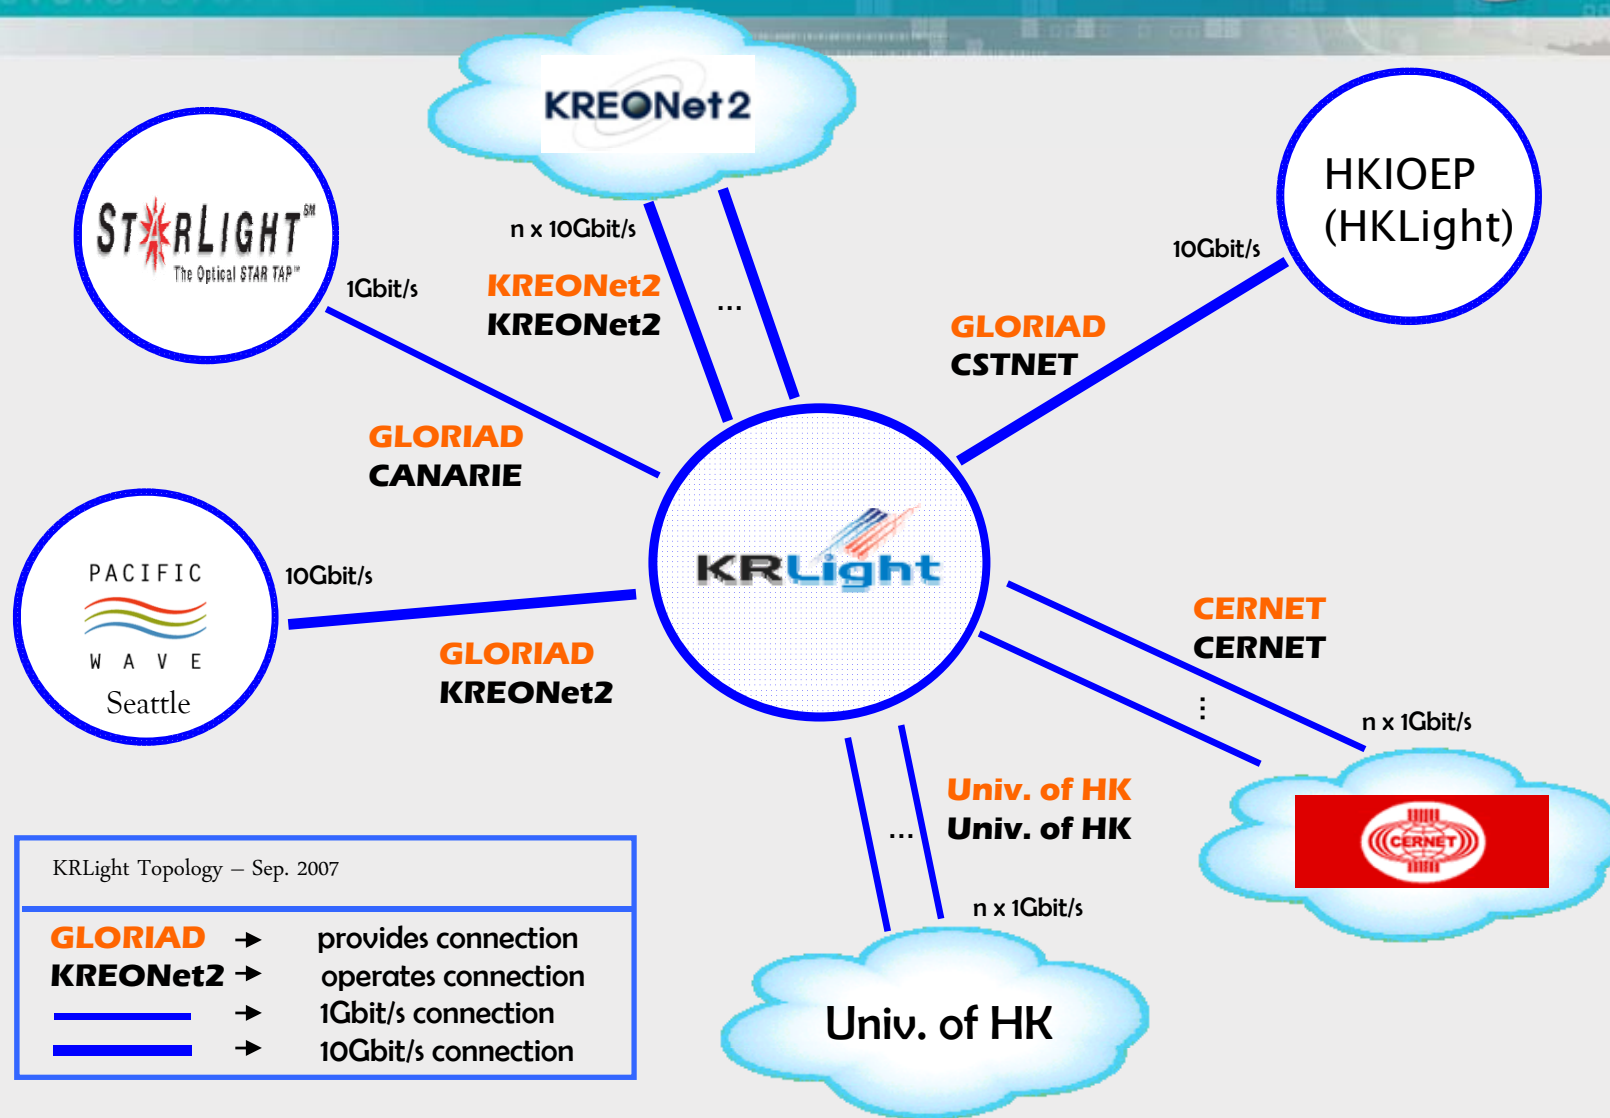 KREONet2
STARLIGHT SM
The Optical STAR TAP™
HKIOEP
(HKLight)
n x 10Gbit/s
10Gbit/s
1Gbit/s
KREONet2
KREONet2
...
GLORIAD
CSTNET
GLORIAD
CANARIE
KRLight
PACIFIC
WAVE
Seattle
10Gbit/s
GLORIAD
KREONet2
CERNET
CERNET
...
n x 1Gbit/s
CERNET
Univ. of HK
Univ. of HK
...
n x 1Gbit/s
Univ. of HK
KRLight Topology – Sep. 2007
GLORIAD → provides connection
KREONet2 → operates connection
→ 1Gbit/s connection
→ 10Gbit/s connection